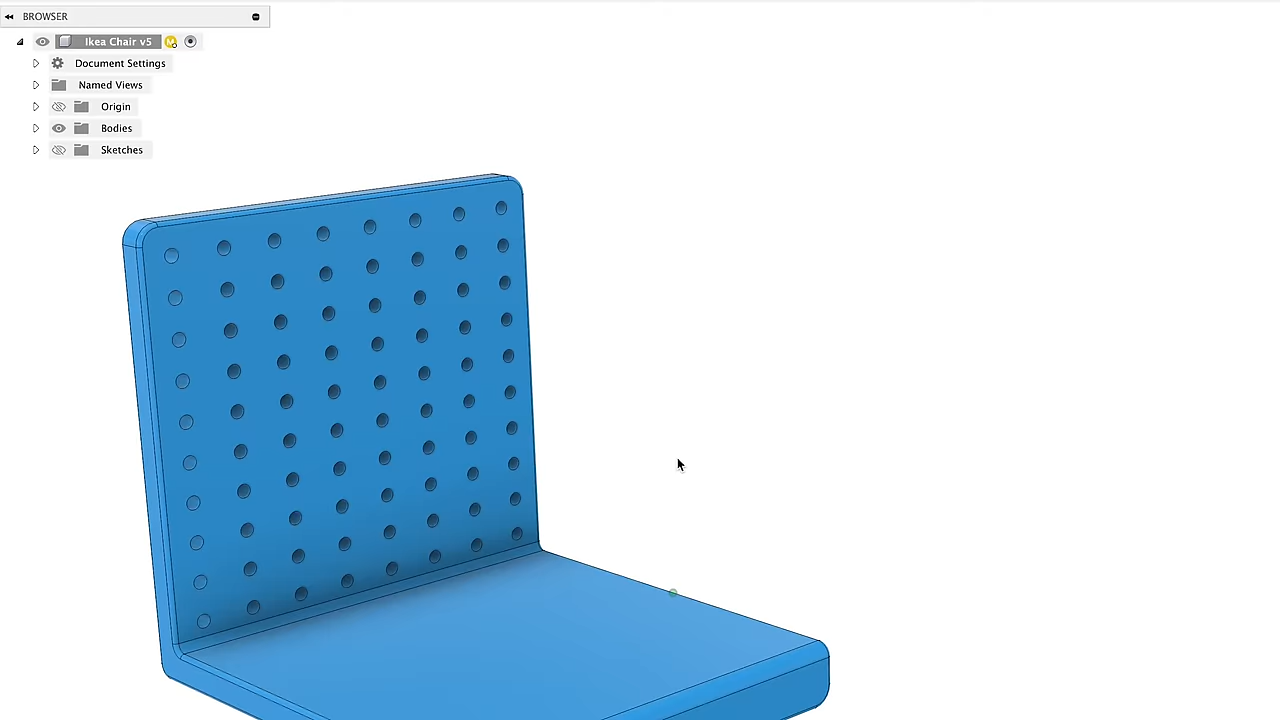 BROWSER
Ikea Chair v5
Document Settings
Named Views
Origin
Bodies
Sketches